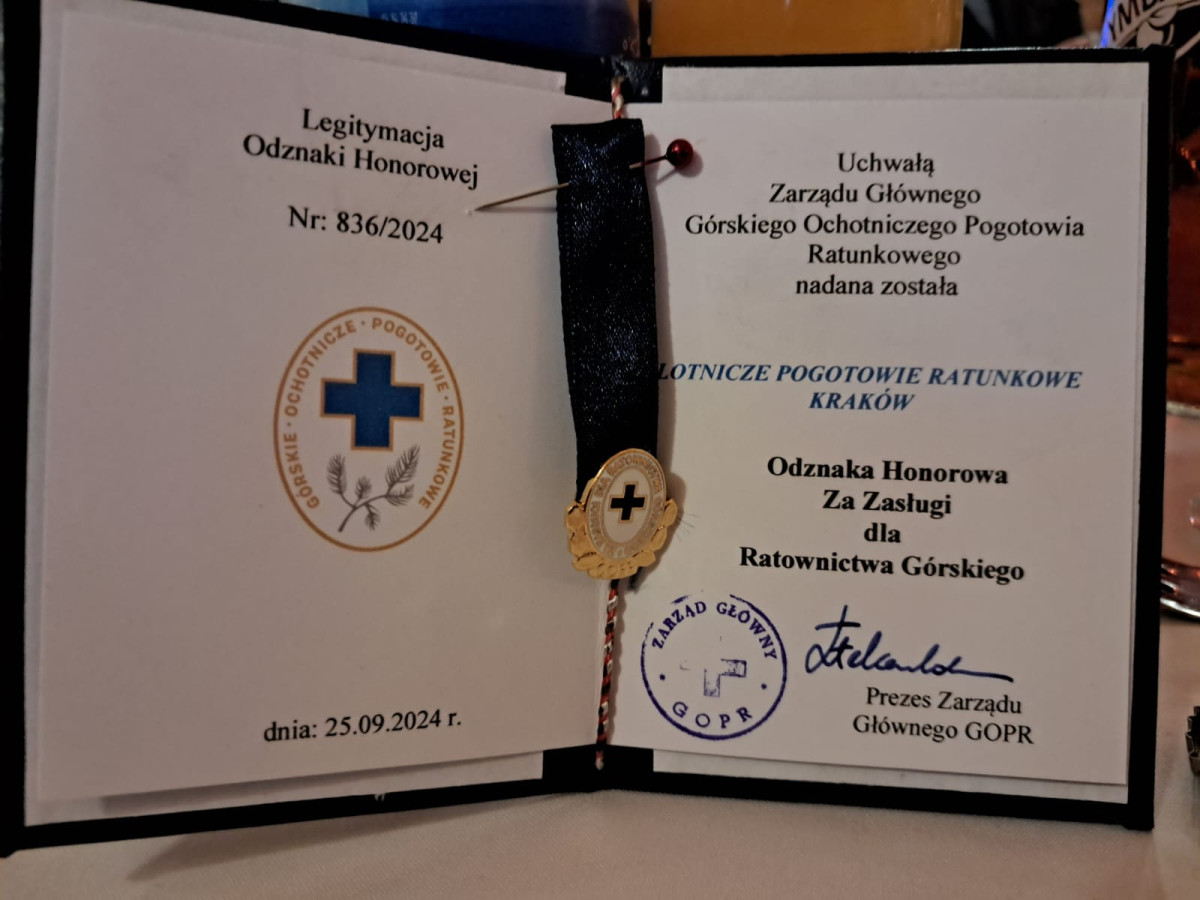 Legitymacja
Odznaki Honorowej
Nr: 836/2024
GÓRSKIE · OCHOTNICZE · POGOTOWIE · RATUNKOWE
dnia: 25.09.2024 r.
Uchwałą
Zarządu Głównego
Górskiego Ochotniczego Pogotowia
Ratunkowego
nadana została
LOTNICZE POGOTOWIE RATUNKOWE
KRAKÓW
Odznaka Honorowa
Za Zasługi
dla
Ratownictwa Górskiego
ZARZĄD GŁÓWNY
GOPR
Prezes Zarządu
Głównego GOPR